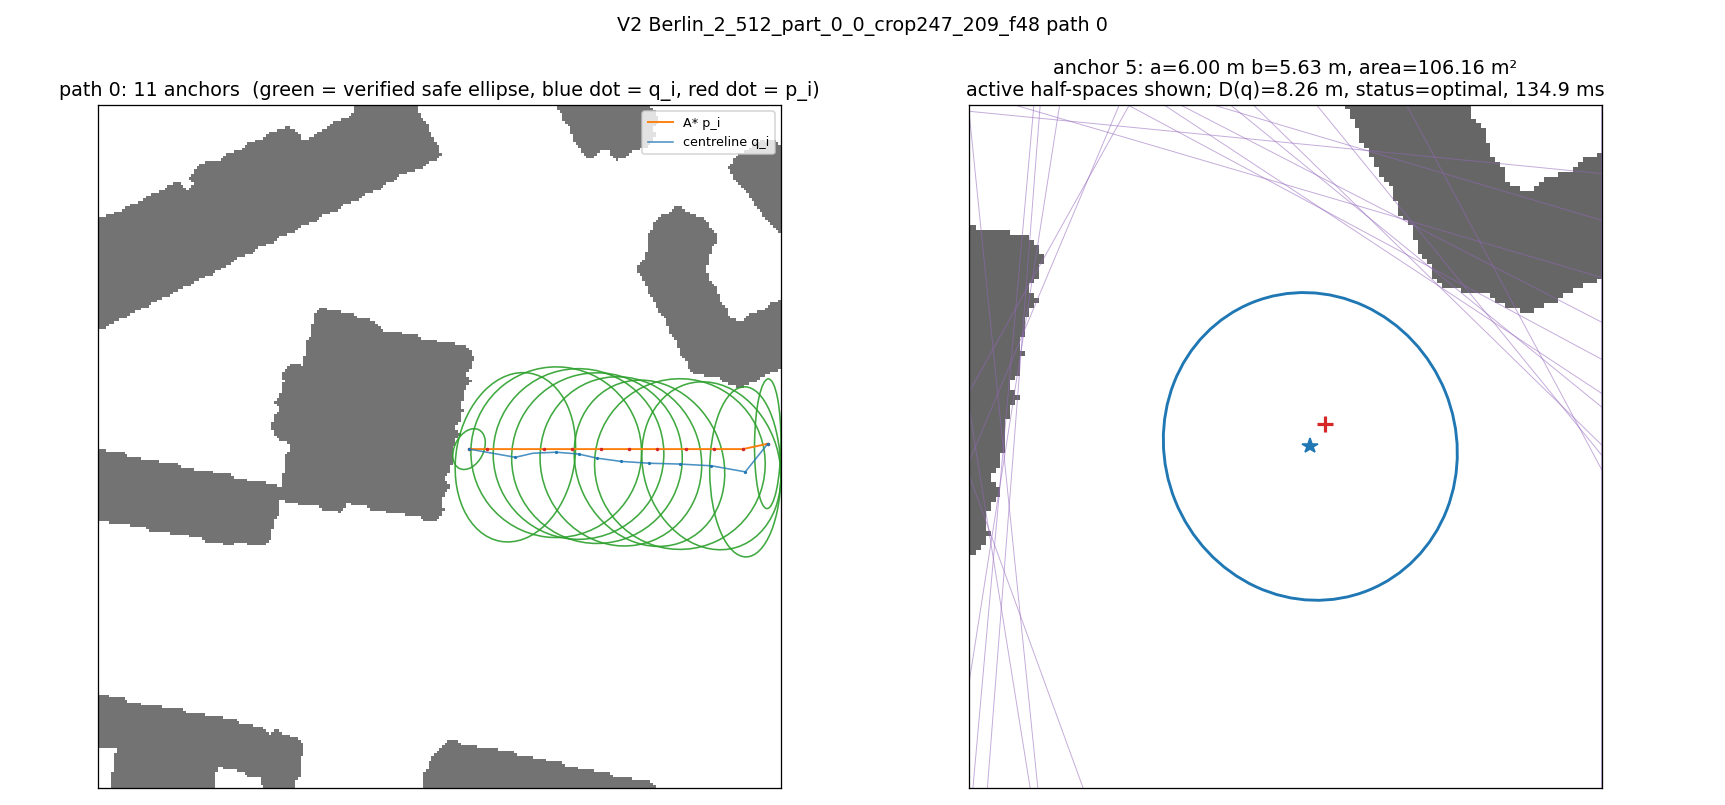 V2 Berlin_2_512_part_0_0_crop247_209_f48 path 0
path 0: 11 anchors  (green = verified safe ellipse, blue dot = q_i, red dot = p_i)
A* p_i
centreline q_i
anchor 5: a=6.00 m b=5.63 m, area=106.16 m²
active half-spaces shown; D(q)=8.26 m, status=optimal, 134.9 ms